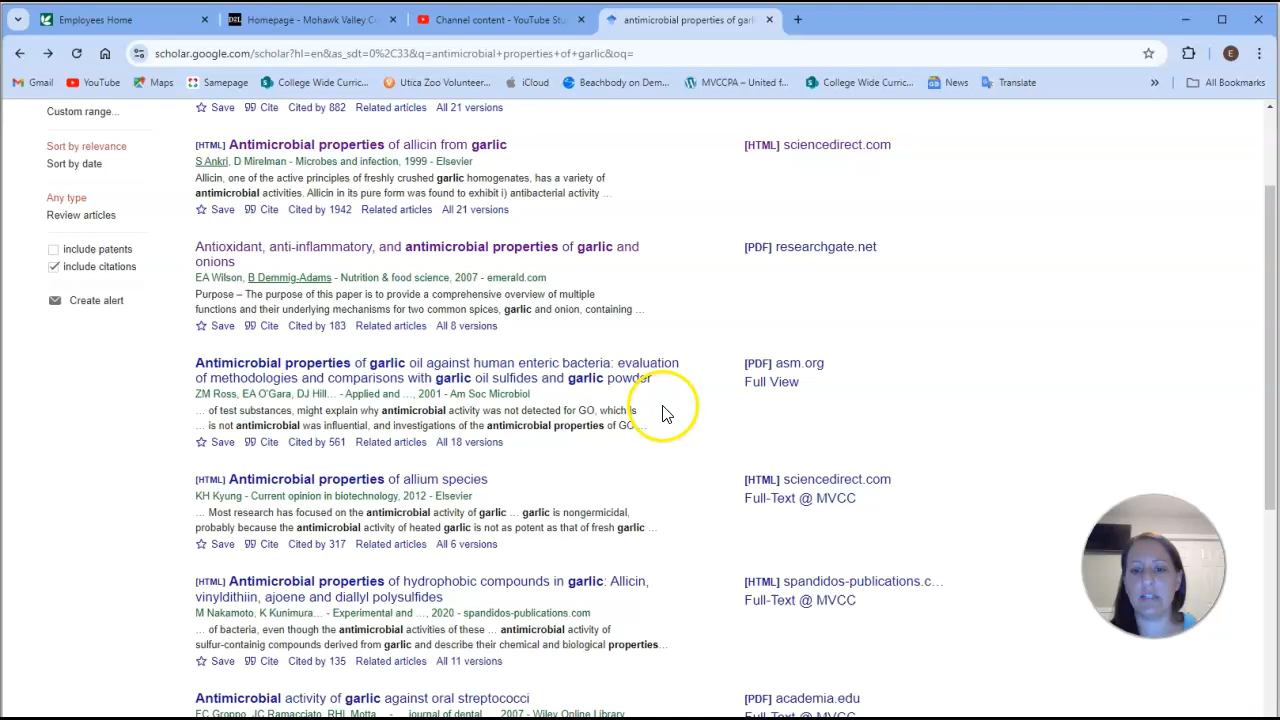 Employees Home
D2L Homepage - Mohawk Valley C
Channel content - YouTube Stu
antimicrobial properties of garl
scholar.google.com/scholar?hl=en&as_sdt=0%2C33&q=antimicrobial+properties+of+garlic&oq=
E
Gmail
YouTube
Maps
Samepage
College Wide Curric...
Utica Zoo Volunteer...
iCloud
Beachbody on Dem...
MVCCPA – United f...
College Wide Curric...
News
Translate
»
All Bookmarks
Custom range...
Sort by relevance
Sort by date
Any type
Review articles
include patents
include citations
Create alert
Save Cite Cited by 882 Related articles All 21 versions
[HTML] Antimicrobial properties of allicin from garlic
S Ankri, D Mirelman - Microbes and infection, 1999 - Elsevier
Allicin, one of the active principles of freshly crushed garlic homogenates, has a variety of
antimicrobial activities. Allicin in its pure form was found to exhibit i) antibacterial activity …
Save Cite Cited by 1942 Related articles All 21 versions
[HTML] sciencedirect.com
Antioxidant, anti-inflammatory, and antimicrobial properties of garlic and
onions
EA Wilson, B Demmig-Adams - Nutrition & food science, 2007 - emerald.com
Purpose – The purpose of this paper is to provide a comprehensive overview of multiple
functions and their underlying mechanisms for two common spices, garlic and onion, containing …
Save Cite Cited by 183 Related articles All 8 versions
[PDF] researchgate.net
Antimicrobial properties of garlic oil against human enteric bacteria: evaluation
of methodologies and comparisons with garlic oil sulfides and garlic powder
ZM Ross, EA O'Gara, DJ Hill… - Applied and …, 2001 - Am Soc Microbiol
… of test substances, might explain why antimicrobial activity was not detected for GO, which is
… is not antimicrobial was influential, and investigations of the antimicrobial properties of GO …
Save Cite Cited by 561 Related articles All 18 versions
[PDF] asm.org
Full View
[HTML] Antimicrobial properties of allium species
KH Kyung - Current opinion in biotechnology, 2012 - Elsevier
… Most research has focused on the antimicrobial activity of garlic … garlic is nongermicidal,
probably because the antimicrobial activity of heated garlic is not as potent as that of fresh garlic …
Save Cite Cited by 317 Related articles All 6 versions
[HTML] sciencedirect.com
Full-Text @ MVCC
[HTML] Antimicrobial properties of hydrophobic compounds in garlic: Allicin,
vinyldithiin, ajoene and diallyl polysulfides
M Nakamoto, K Kunimura… - Experimental and …, 2020 - spandidos-publications.com
… of bacteria, even though the antimicrobial activities of these … antimicrobial activity of
sulfur-containig compounds derived from garlic and describe their chemical and biological properties…
Save Cite Cited by 135 Related articles All 11 versions
[HTML] spandidos-publications.c…
Full-Text @ MVCC
Antimicrobial activity of garlic against oral streptococci
FC Groppo, JC Ramacciato, RHL Motta… - … journal of dental …, 2007 - Wiley Online Library
[PDF] academia.edu
Full-Text @ MVCC